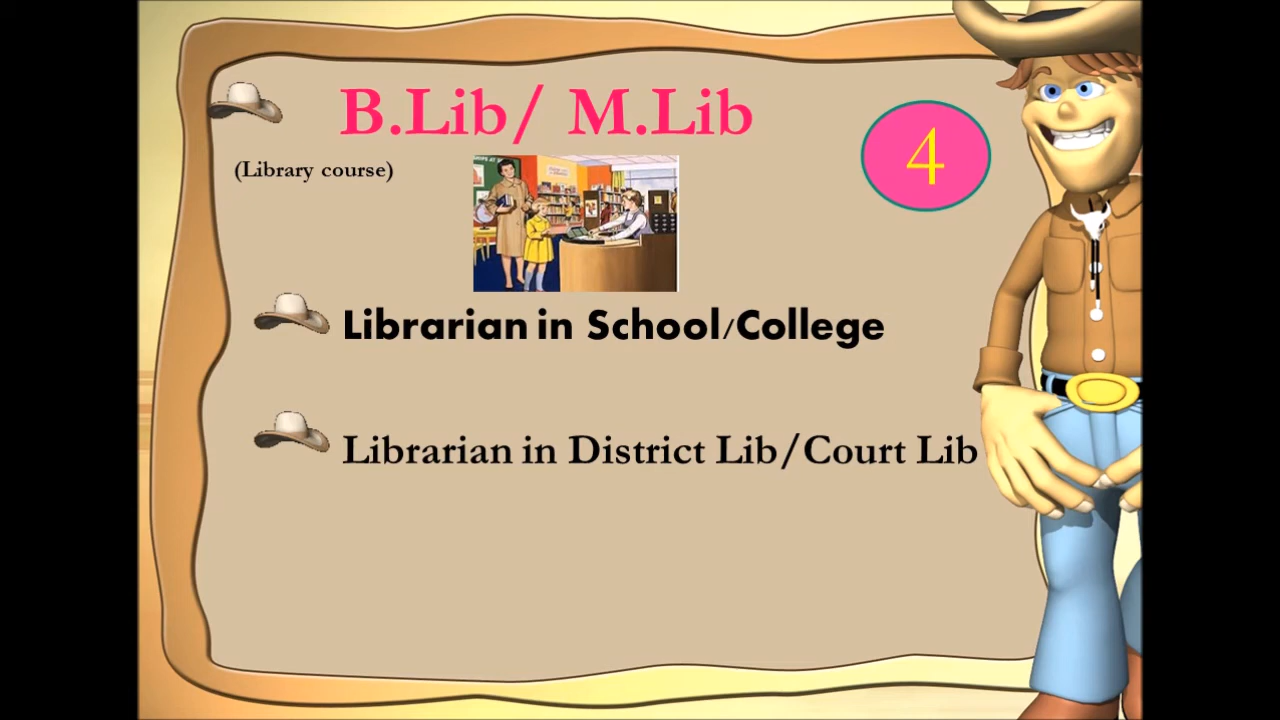 B.Lib/ M.Lib
4
(Library course)
Librarian in School/College
Librarian in District Lib/Court Lib